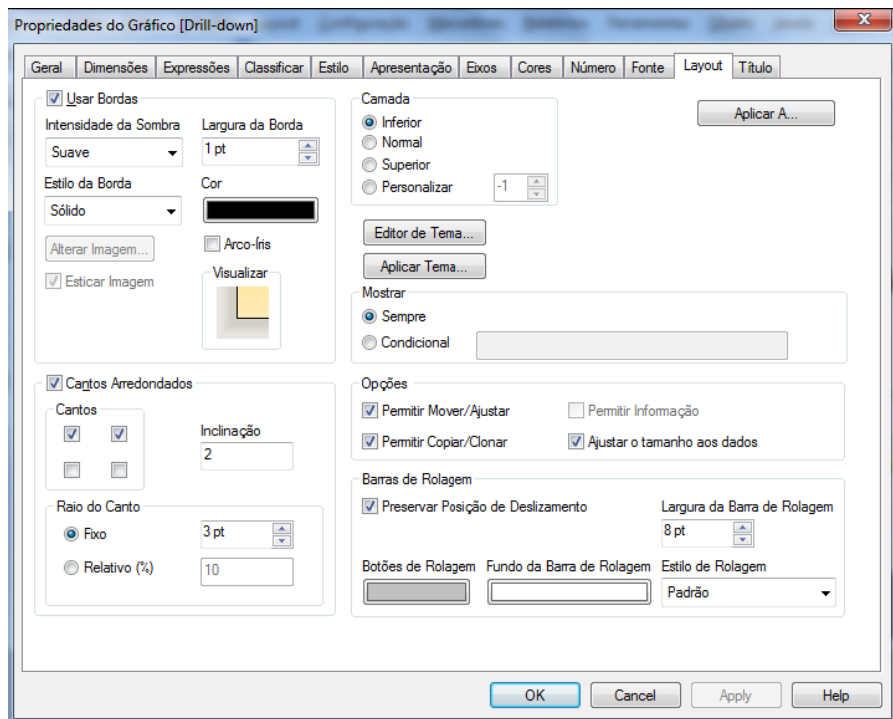 Propriedades do Gráfico [Drill-down]
Geral Dimensões Expressões Classificar Estilo Apresentação Eixos Cores Número Fonte Layout Título
Usar Bordas
Intensidade da Sombra Largura da Borda
Suave 1 pt
Estilo da Borda Cor
Sólido
Alterar Imagem... Arco-Íris
Esticar Imagem
Visualizar
Camada
Inferior
Normal
Superior
Personalizar -1
Aplicar A...
Editor de Tema...
Aplicar Tema...
Mostrar
Sempre
Condicional
Cantos Arredondados
Cantos
Inclinação
2
Raio do Canto
Fixo 3 pt
Relativo (%) 10
Opções
Permitir Mover/Ajustar Permitir Informação
Permitir Copiar/Clonar Ajustar o tamanho aos dados
Barras de Rolagem
Preservar Posição de Deslizamento Largura da Barra de Rolagem
8 pt
Botões de Rolagem Fundo da Barra de Rolagem Estilo de Rolagem
Padrão
OK Cancel Apply Help